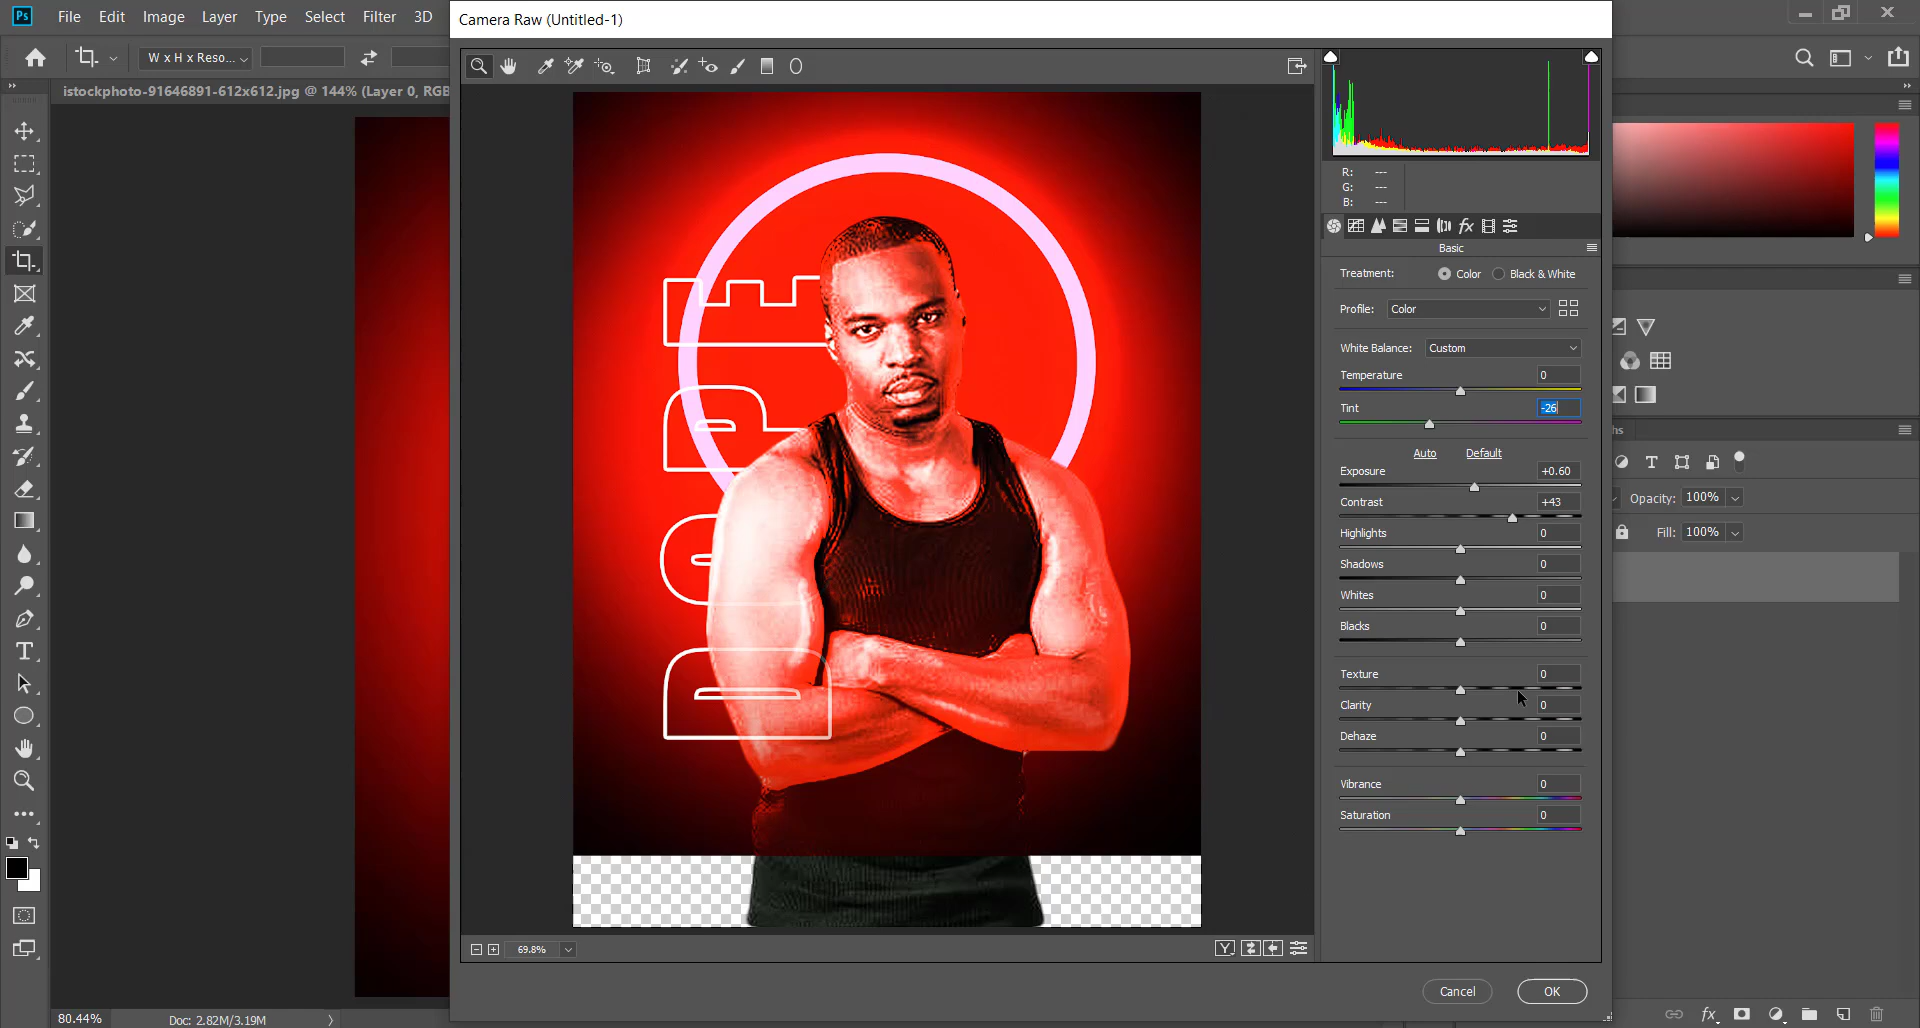 Ps File Edit Image Layer Type Select Filter 3D
Camera Raw (Untitled-1)
W x H x Reso...
istockphoto-91646891-612x612.jpg @ 144% (Layer 0, RGB
R: ---
G: ---
B: ---
fx
Basic
Treatment: Color Black & White
Profile: Color
White Balance: Custom
Temperature 0
Tint -26
Auto Default
Exposure +0.60
Contrast +43
Highlights 0
Shadows 0
Whites 0
Blacks 0
Texture 0
Clarity 0
Dehaze 0
Vibrance 0
Saturation 0
hs
Opacity: 100%
Fill: 100%
69.8%
Y
Cancel OK
80.44% Doc: 2.82M/3.19M
fx